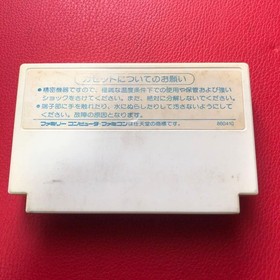 カセットについてのお願い
●精密機器ですので、極端な温度条件下での使用や保管および強い
ショックをさけてください。また、絶対に分解しないでください。
●端子部に手を触れたり、水にぬらしたりして汚さないようにして
ください。故障の原因となります。
ファミリーコンピュータ・ファミコンは任天堂の商標です。